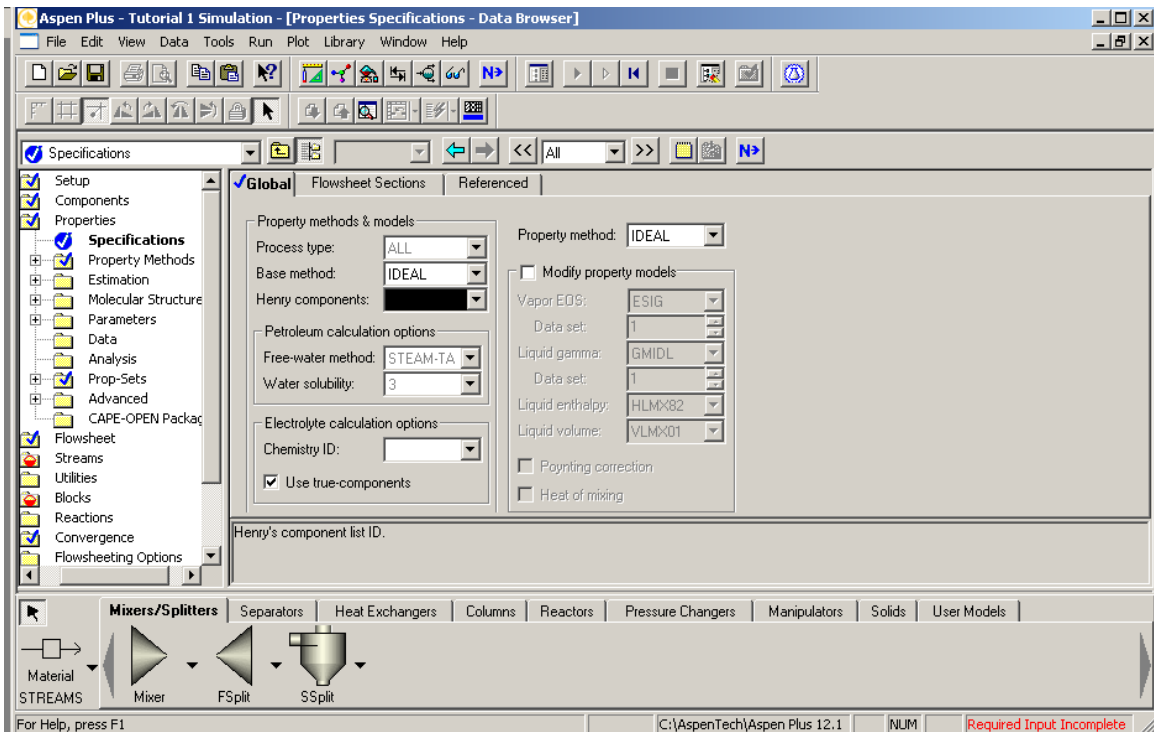 Aspen Plus - Tutorial 1 Simulation - [Properties Specifications - Data Browser]
File Edit View Data Tools Run Plot Library Window Help
N>
Specifications
<< All >> N>
Setup
Components
Properties
Specifications
Property Methods
Estimation
Molecular Structure
Parameters
Data
Analysis
Prop-Sets
Advanced
CAPE-OPEN Packag
Flowsheet
Streams
Utilities
Blocks
Reactions
Convergence
Flowsheeting Options
Global Flowsheet Sections Referenced
Property methods & models
Process type: ALL
Base method: IDEAL
Henry components:
Petroleum calculation options
Free-water method: STEAM-TA
Water solubility: 3
Electrolyte calculation options
Chemistry ID:
Use true-components
Property method: IDEAL
Modify property models
Vapor EOS: ESIG
Data set: 1
Liquid gamma: GMIDL
Data set: 1
Liquid enthalpy: HLMX82
Liquid volume: VLMX01
Poynting correction
Heat of mixing
Henry's component list ID.
Mixers/Splitters Separators Heat Exchangers Columns Reactors Pressure Changers Manipulators Solids User Models
Material
STREAMS Mixer FSplit SSplit
For Help, press F1 C:\AspenTech\Aspen Plus 12.1 NUM Required Input Incomplete